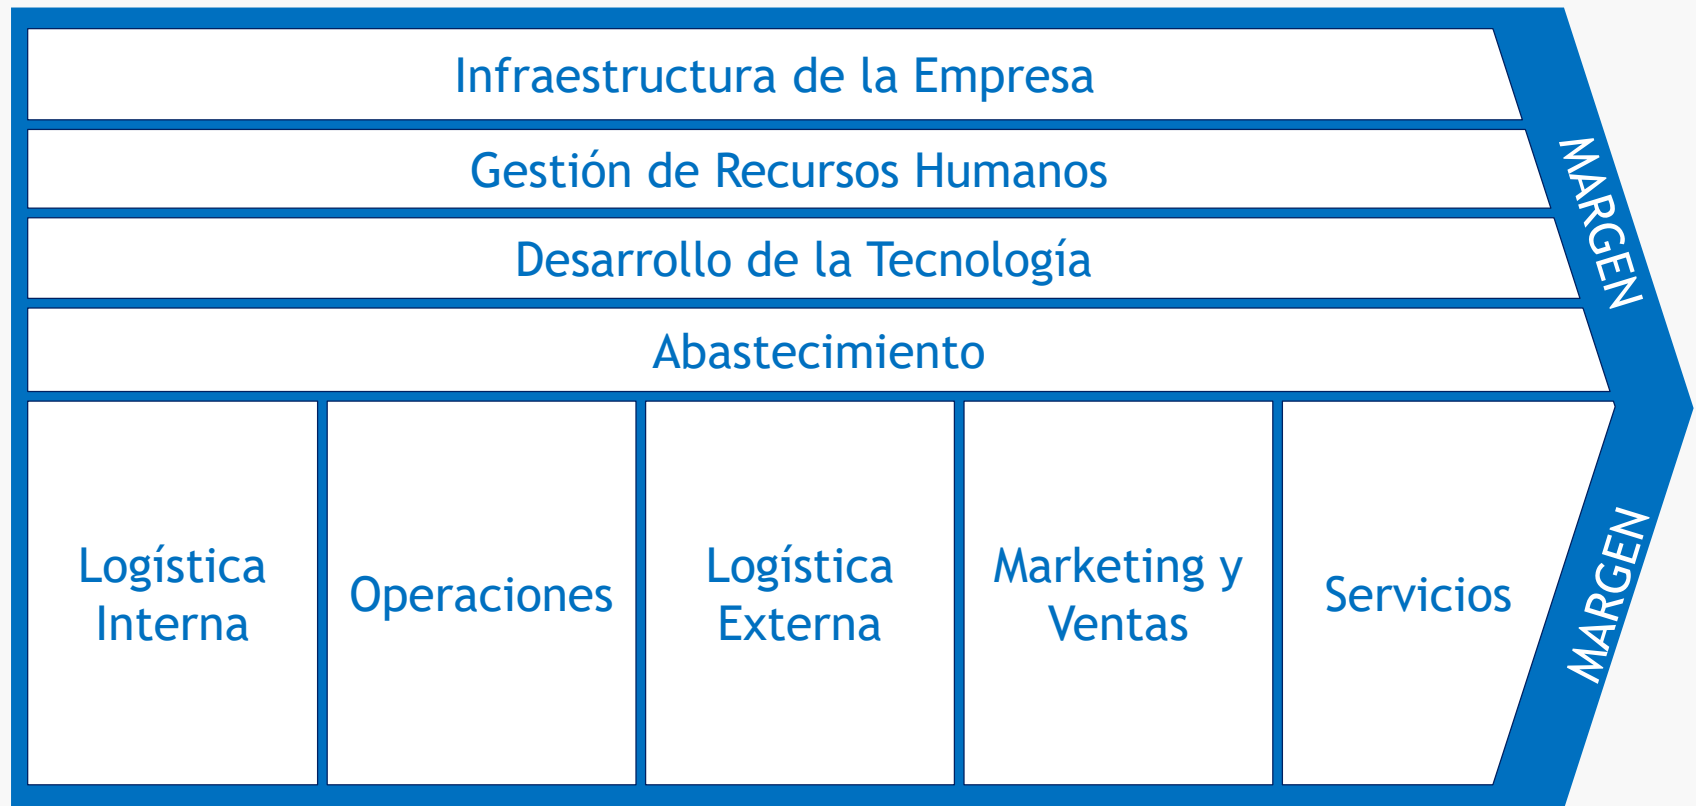 Infraestructura de la Empresa
Gestión de Recursos Humanos
Desarrollo de la Tecnología
Abastecimiento
MARGEN
Logística
Interna
Operaciones
Logística
Externa
Marketing y
Ventas
Servicios
MARGEN